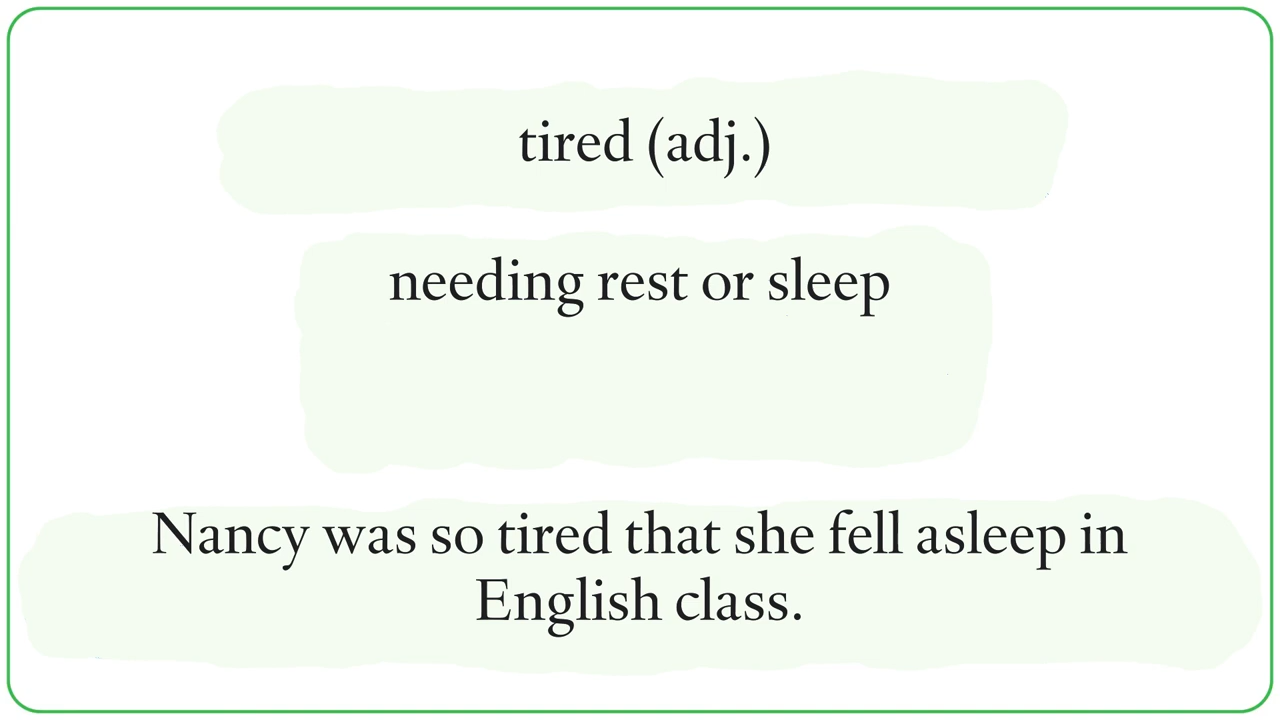 tired (adj.)
needing rest or sleep
Nancy was so tired that she fell asleep in
English class.